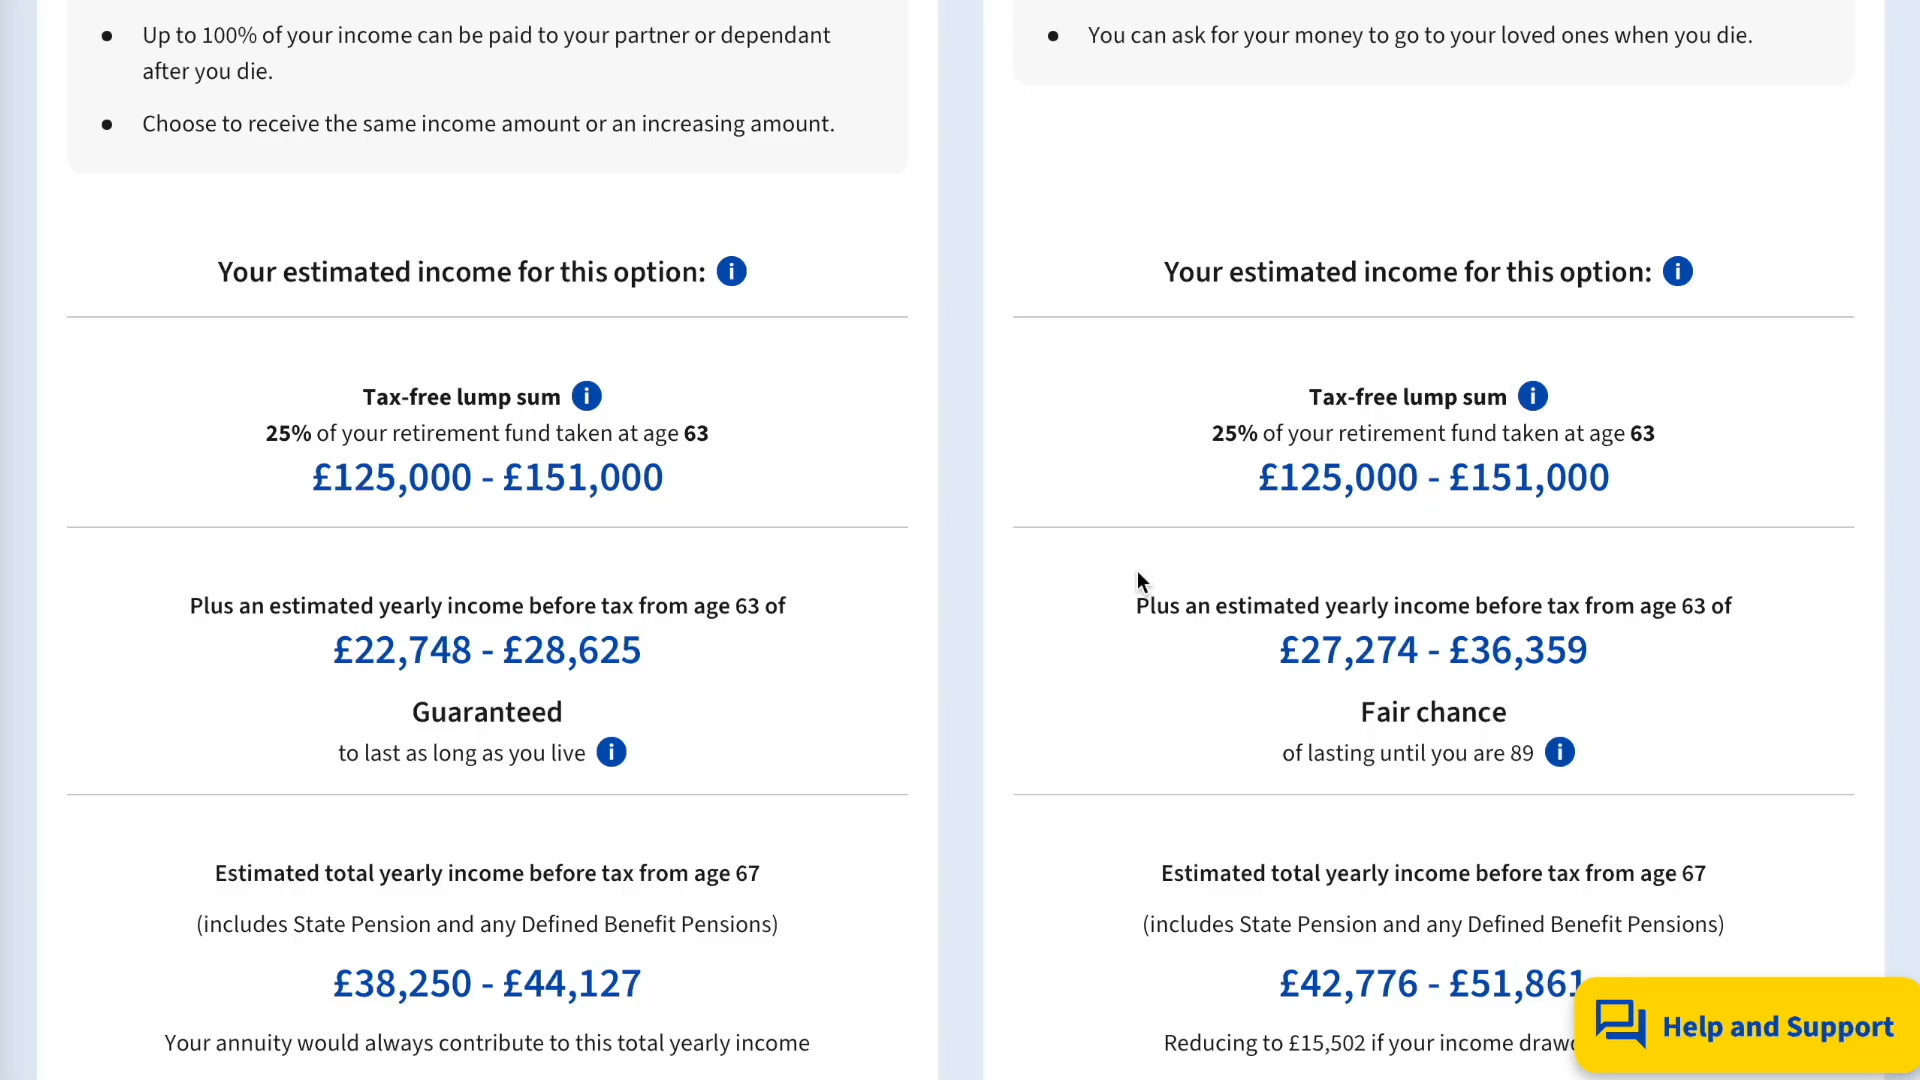 Up to 100% of your income can be paid to your partner or dependant
after you die.
Choose to receive the same income amount or an increasing amount.
Your estimated income for this option:
Tax-free lump sum
25% of your retirement fund taken at age 63
£125,000 - £151,000
Plus an estimated yearly income before tax from age 63 of
£22,748 - £28,625
Guaranteed
to last as long as you live
Estimated total yearly income before tax from age 67
(includes State Pension and any Defined Benefit Pensions)
£38,250 - £44,127
Your annuity would always contribute to this total yearly income
You can ask for your money to go to your loved ones when you die.
Your estimated income for this option:
Tax-free lump sum
25% of your retirement fund taken at age 63
£125,000 - £151,000
Plus an estimated yearly income before tax from age 63 of
£27,274 - £36,359
Fair chance
of lasting until you are 89
Estimated total yearly income before tax from age 67
(includes State Pension and any Defined Benefit Pensions)
£42,776 - £51,861
Reducing to £15,502 if your income
Help and Support